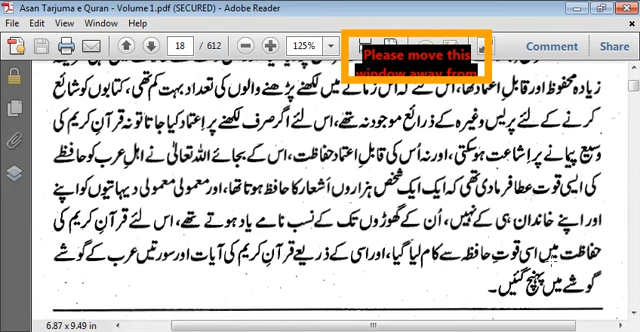 Asan Tarjuma e Quran - Volume 1.pdf (SECURED) - Adobe Reader
File Edit View Window Help
18 / 612 125% Comment Share
Please move this
window away from
زیادہ محفوظ اور قابلِ اعتماد تھا، اس لئے کہ اُس زمانے میں لکھنے پڑھنے والوں کی تعداد بہت کم تھی، کتابوں کو شائع
کرنے کے لئے پریس وغیرہ کے ذرائع موجود نہ تھے، اس لئے اگر صرف لکھنے پر اعتماد کیا جاتا تو نہ قرآنِ کریم کی
وسیع پیمانے پر اِشاعت ہوسکتی، اور نہ اُس کی قابلِ اعتماد حفاظت، اس کے بجائے اللہ تعالیٰ نے اہلِ عرب کو حافظے
کی ایسی قوت عطا فرمادی تھی کہ ایک ایک شخص ہزاروں اَشعار کا حافظ ہوتا تھا، اور معمولی معمولی دیہاتیوں کو اپنے
اور اپنے خاندان ہی کے نہیں، اُن کے گھوڑوں تک کے نسب نامے یاد ہوتے تھے، اس لئے قرآنِ کریم کی
حفاظت میں اسی قوتِ حافظہ سے کام لیا گیا، اور اسی کے ذریعے قرآنِ کریم کی آیات اور سورتیں عرب کے گوشے
گوشے میں پہنچ گئیں۔
6.87 x 9.49 in